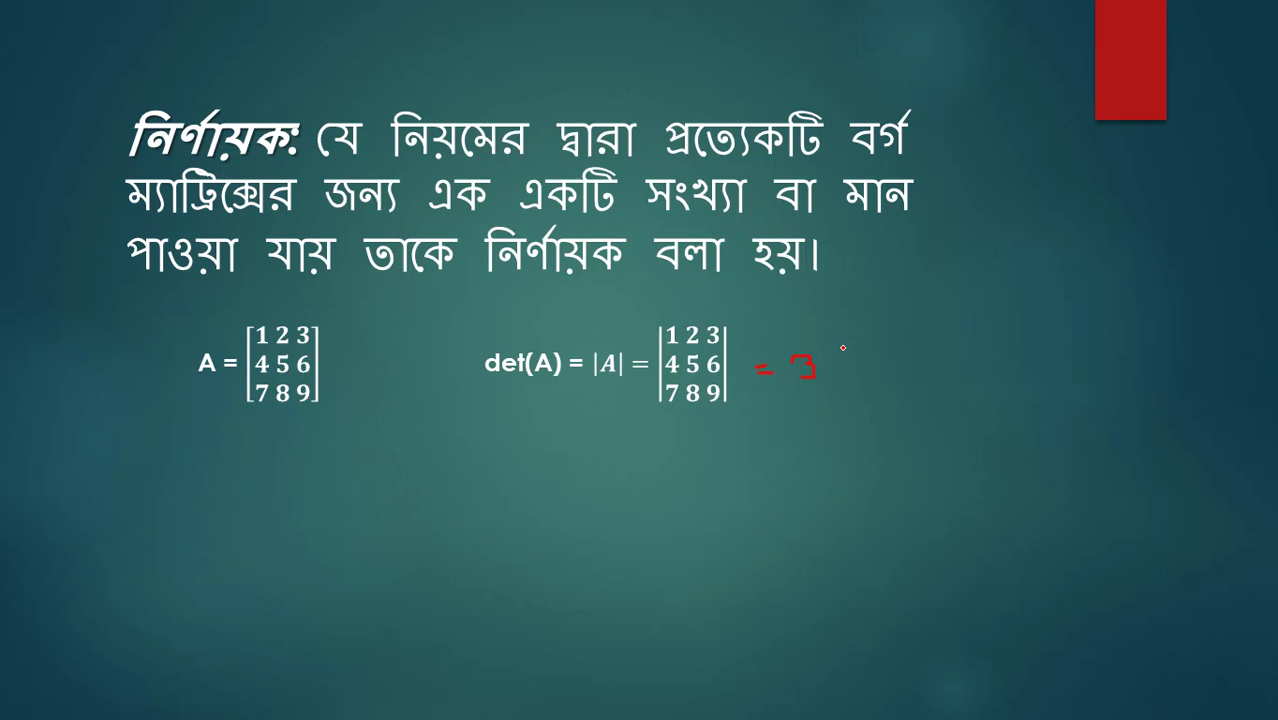 নির্ণায়ক: যে নিয়মের দ্বারা প্রত্যেকটি বর্গ
ম্যাট্রিক্সের জন্য এক একটি সংখ্যা বা মান
পাওয়া যায় তাকে নির্ণায়ক বলা হয়।
1 2 3
A = 4 5 6
7 8 9
1 2 3
det(A) = |A| = 4 5 6 =
7 8 9